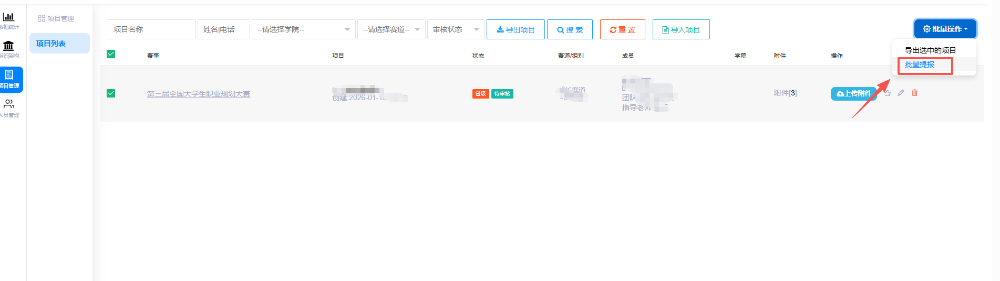 数据统计
组织架构
项目管理
人员管理
项目管理
项目列表
项目名称 姓名|电话 --请选择学院-- --请选择赛道-- 审核状态 导出项目 搜 索 重 置 导入项目 批量操作
导出选中的项目
批量提报
赛事 项目 状态 赛道/组别 成员 学院 附件 操作
第三届全国大学生职业规划大赛
创建:2026-01-1
省级 待审核
长赛道
团队
指导老师:
附件[3]
上传附件